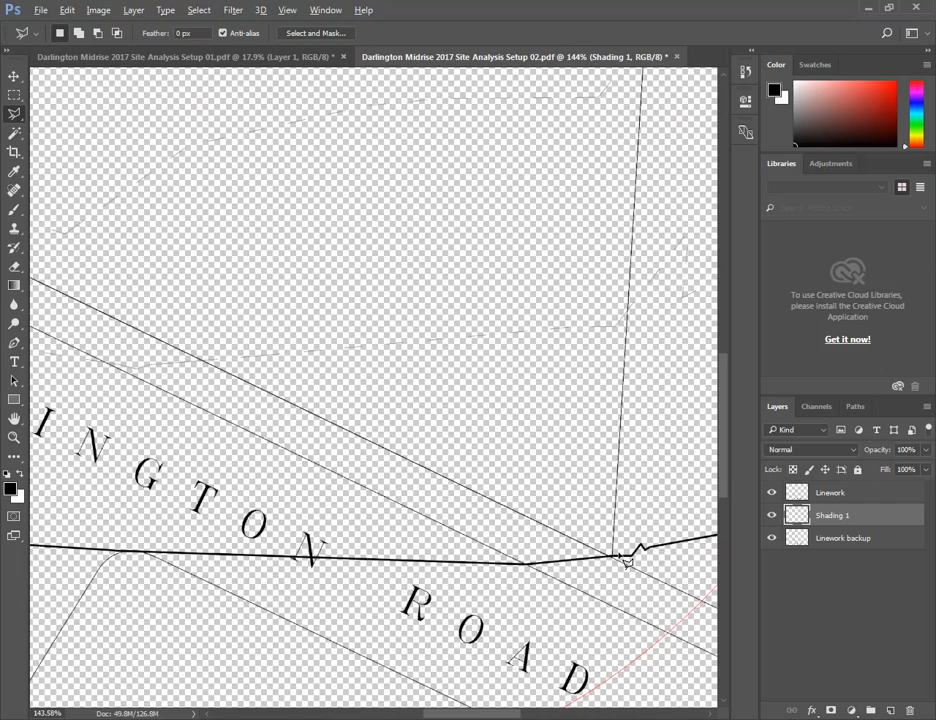 Ps File Edit Image Layer Type Select Filter 3D View Window Help
Feather: 0 px Anti-alias Select and Mask...
Darlington Midrise 2017 Site Analysis Setup 01.pdf @ 17.9% (Layer 1, RGB/8) * ×
Darlington Midrise 2017 Site Analysis Setup 02.pdf @ 144% (Shading 1, RGB/8) * ×
Color Swatches
Libraries Adjustments
To use Creative Cloud Libraries,
please install the Creative Cloud
Application
Get it now!
Layers Channels Paths
Kind
Normal Opacity: 100%
Lock: Fill: 100%
Linework
Shading 1
Linework backup
fx
INGTON ROAD
143.58% Doc: 49.8M/126.8M